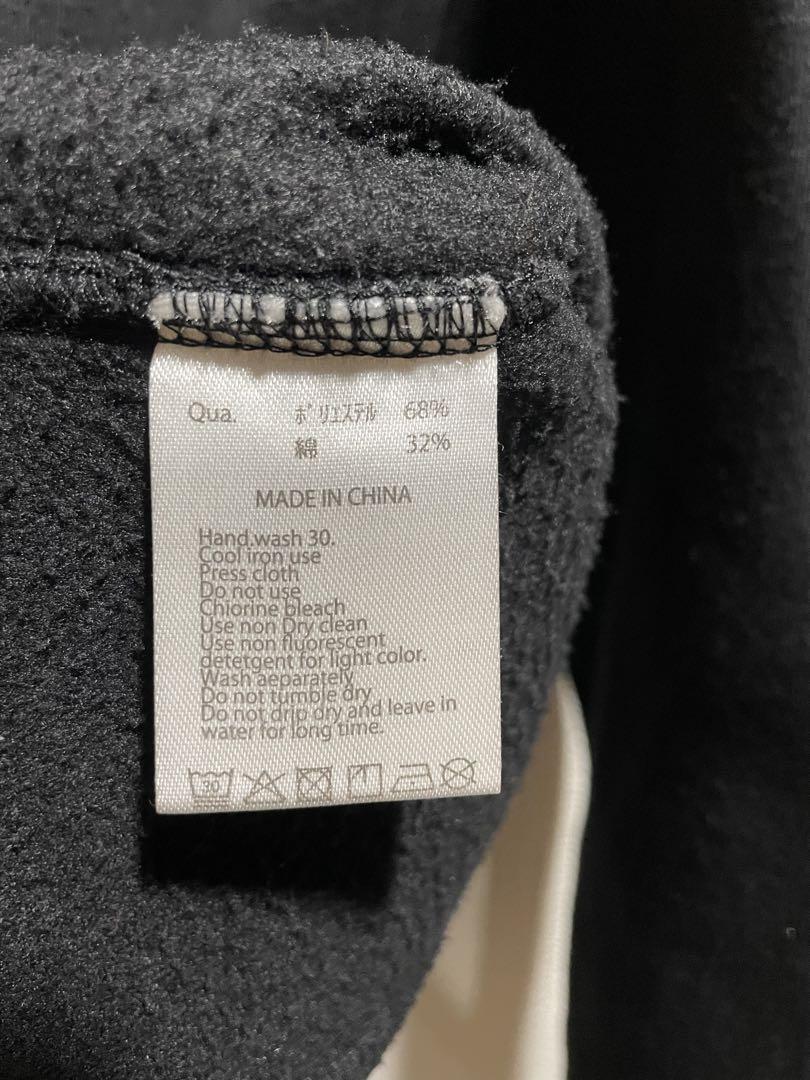 Qua. ポリエステル 68%
綿 32%
MADE IN CHINA
Hand.wash 30.
Cool iron use
Press cloth
Do not use
Chiorine bleach
Use non Dry clean
Use non fluorescent
detetgent for light color.
Wash aeparately
Do not tumble dry
Do not drip dry and leave in
water for long time.
30